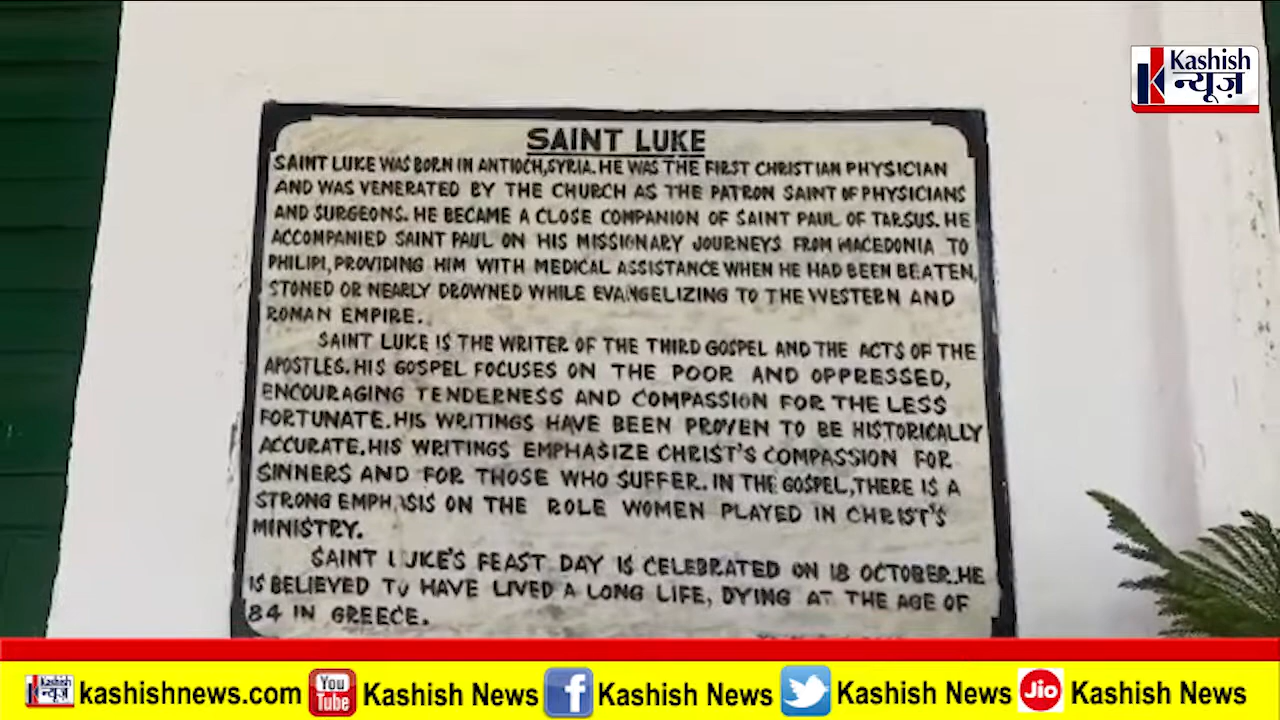 Kashish
न्यूज़
SAINT LUKE
SAINT LUKE WAS BORN IN ANTIOCH,SYRIA. HE WAS THE FIRST CHRISTIAN PHYSICIAN
AND WAS VENERATED BY THE CHURCH AS THE PATRON SAINT OF PHYSICIANS
AND SURGEONS. HE BECAME A CLOSE COMPANION OF SAINT PAUL OF TARSUS. HE
ACCOMPANIED SAINT PAUL ON HIS MISSIONARY JOURNEYS FROM MACEDONIA TO
PHILIPI, PROVIDING HIM WITH MEDICAL ASSISTANCE WHEN HE HAD BEEN BEATEN,
STONED OR NEARLY DROWNED WHILE EVANGELIZING TO THE WESTERN AND
ROMAN EMPIRE.
SAINT LUKE IS THE WRITER OF THE THIRD GOSPEL AND THE ACTS OF THE
APOSTLES. HIS GOSPEL FOCUSES ON THE POOR AND OPPRESSED,
ENCOURAGING TENDERNESS AND COMPASSION FOR THE LESS
FORTUNATE. HIS WRITINGS HAVE BEEN PROVEN TO BE HISTORICALLY
ACCURATE. HIS WRITINGS EMPHASIZE CHRIST'S COMPASSION FOR
SINNERS AND FOR THOSE WHO SUFFER. IN THE GOSPEL, THERE IS A
STRONG EMPHASIS ON THE ROLE WOMEN PLAYED IN CHRIST'S
MINISTRY.
SAINT LUKE'S FEAST DAY IS CELEBRATED ON 18 OCTOBER. HE
IS BELIEVED TO HAVE LIVED A LONG LIFE, DYING AT THE AGE OF
84 IN GREECE.
Kashish
न्यूज़
kashishnews.com You Tube Kashish News f Kashish News Kashish News Jio Kashish News